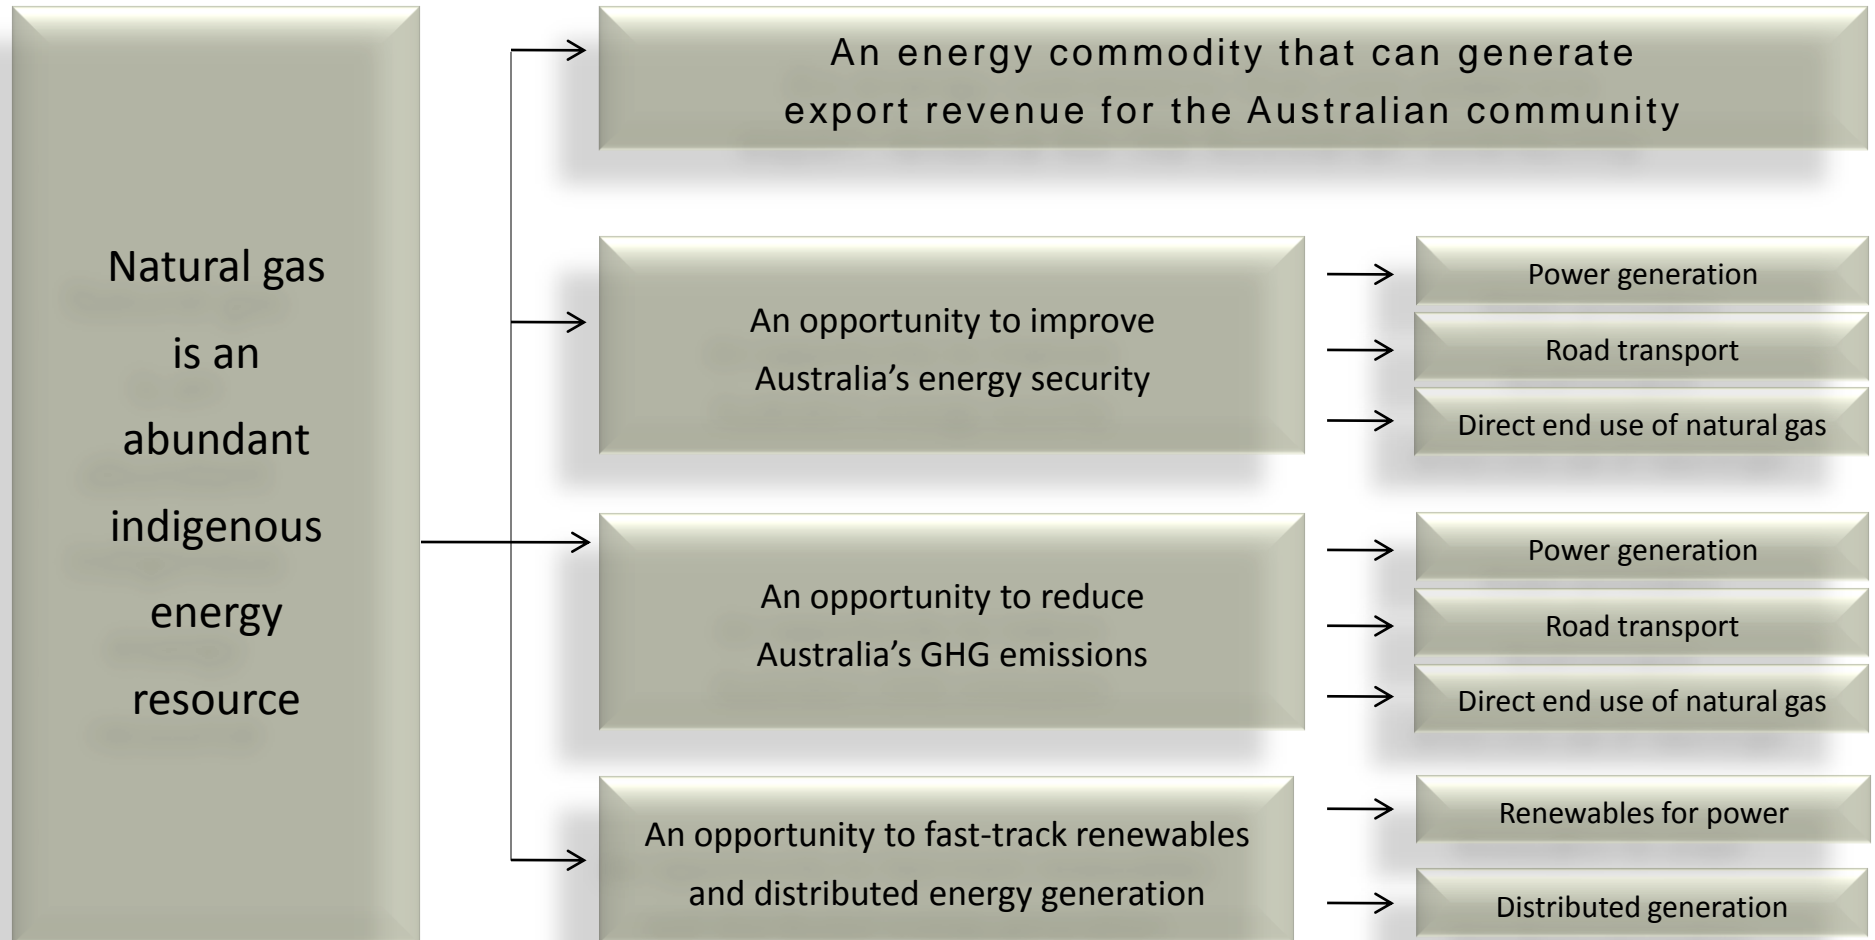 Natural gas
is an
abundant
indigenous
energy
resource
An energy commodity that can generate
export revenue for the Australian community
An opportunity to improve
Australia’s energy security
Power generation
Road transport
Direct end use of natural gas
An opportunity to reduce
Australia’s GHG emissions
Power generation
Road transport
Direct end use of natural gas
An opportunity to fast-track renewables
and distributed energy generation
Renewables for power
Distributed generation